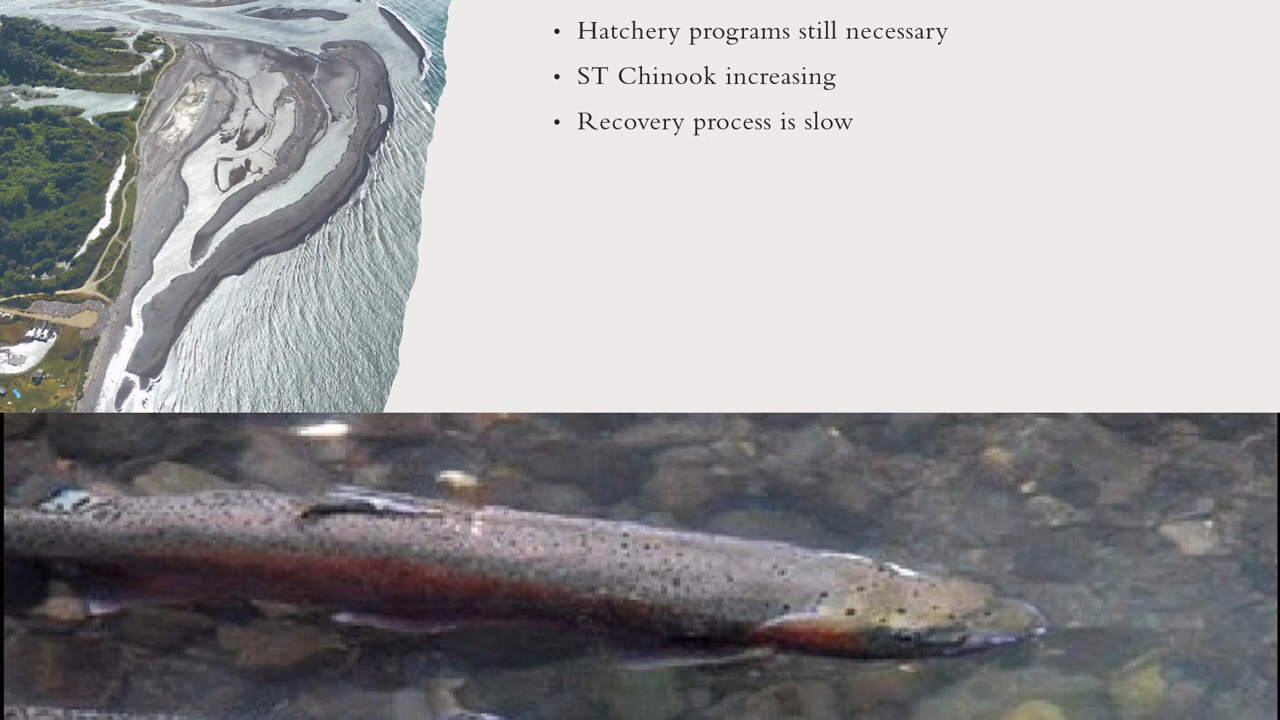 • Hatchery programs still necessary
• ST Chinook increasing
• Recovery process is slow